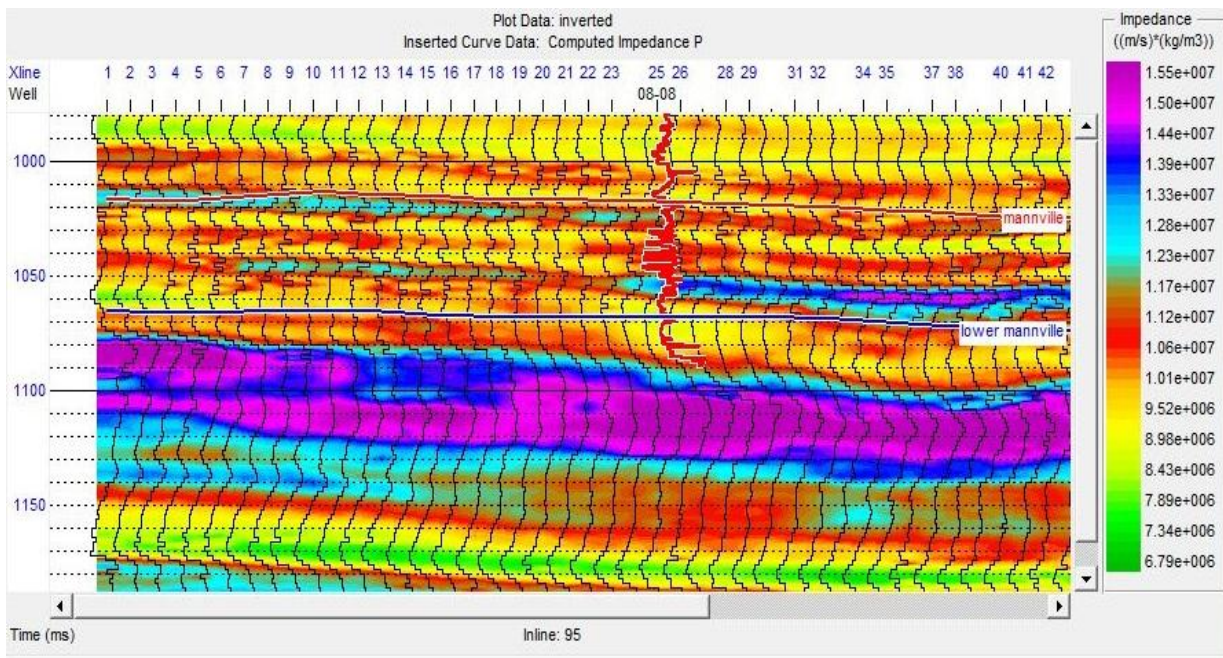 Plot Data: inverted
Inserted Curve Data: Computed Impedance P
Impedance
((m/s)*(kg/m3))
Xline 1 2 3 4 5 6 7 8 9 10 11 12 13 14 15 16 17 18 19 20 21 22 23 25 26 28 29 31 32 34 35 37 38 40 41 42
Well 08-08
1000
mannville
1050
lower mannville
1100
1150
1.55e+007
1.50e+007
1.44e+007
1.39e+007
1.33e+007
1.28e+007
1.23e+007
1.17e+007
1.12e+007
1.06e+007
1.01e+007
9.52e+006
8.98e+006
8.43e+006
7.89e+006
7.34e+006
6.79e+006
Time (ms)
Inline: 95